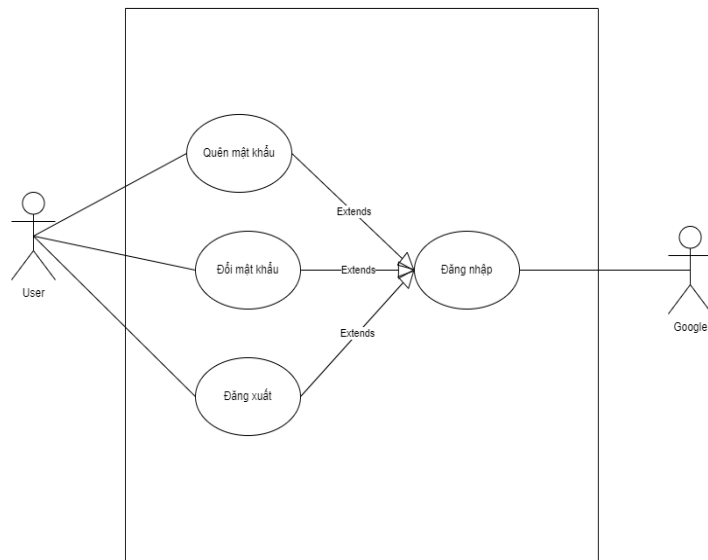 Quên mật khẩu
Extends
User
Đổi mật khẩu
Extends
Đăng nhập
Google
Extends
Đăng xuất